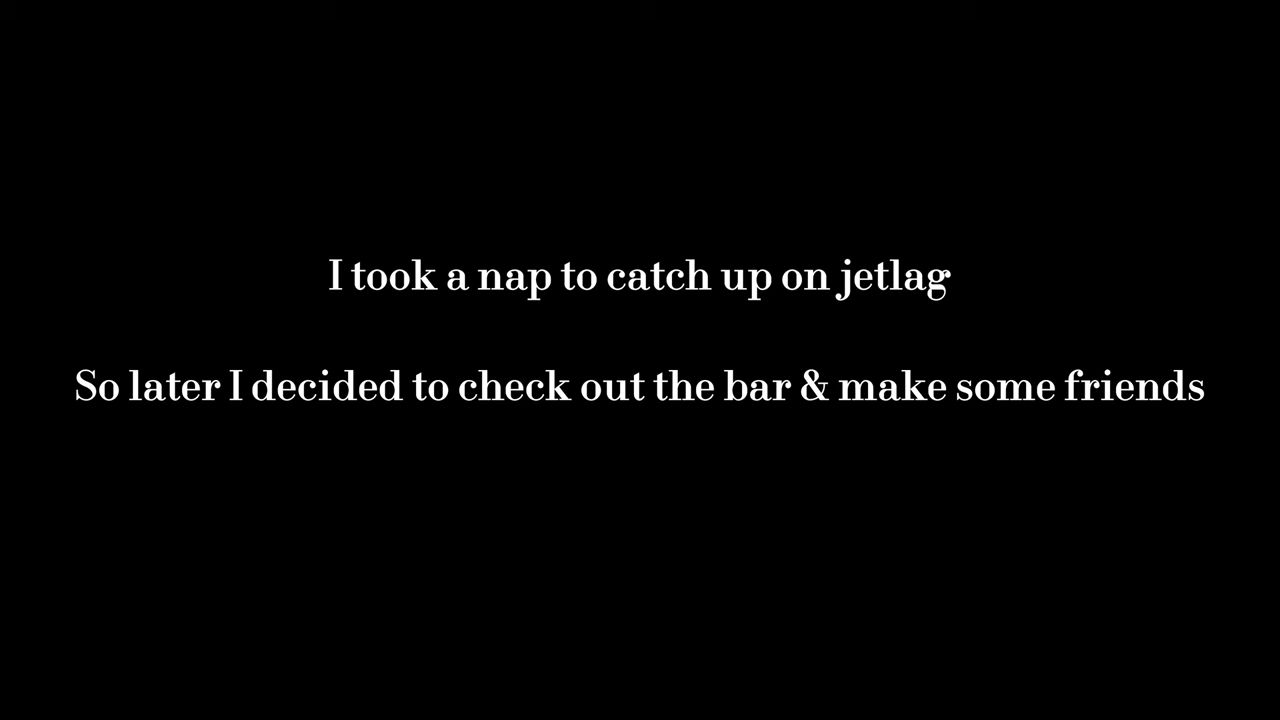 I took a nap to catch up on jetlag
So later I decided to check out the bar & make some friends